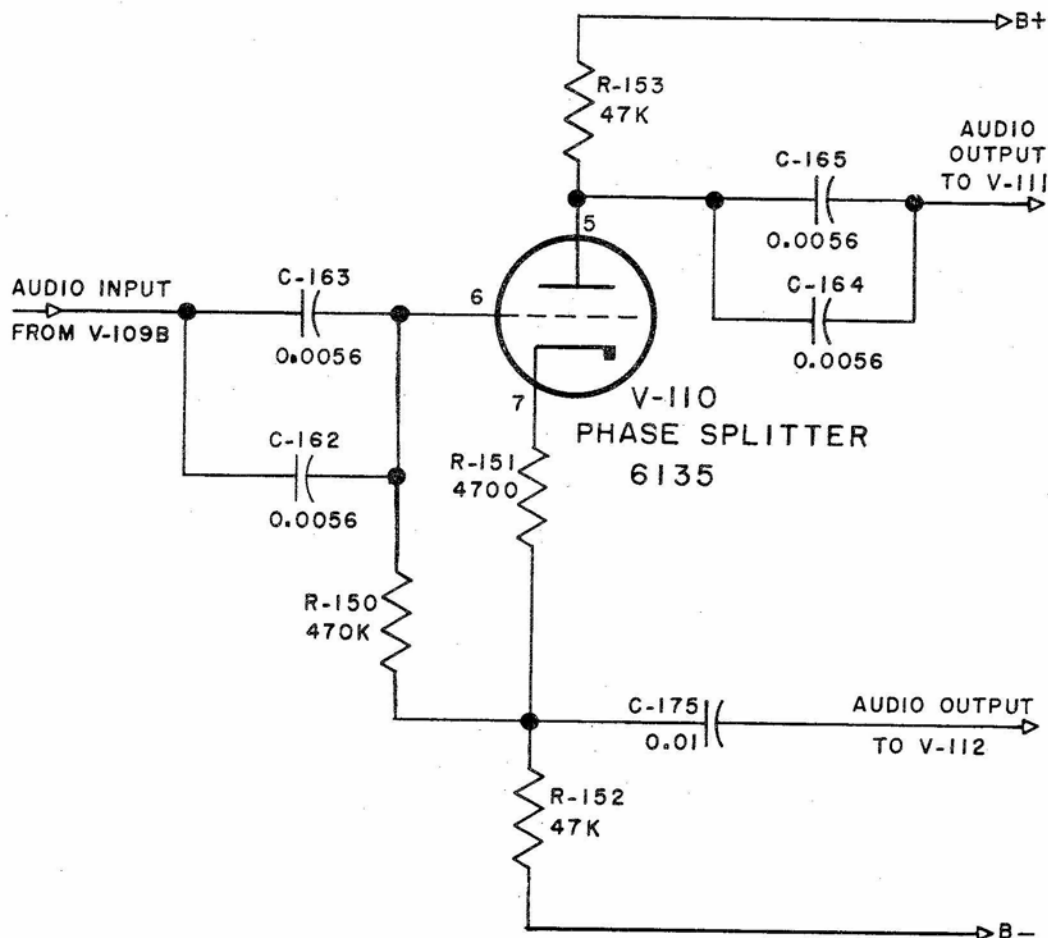 B+
R-153
47K
AUDIO
OUTPUT
TO V-111
C-165
0.0056
5
C-164
0.0056
AUDIO INPUT
FROM V-109B
C-163
0.0056
6
7
V-110
PHASE SPLITTER
6135
C-162
0.0056
R-151
4700
R-150
470K
C-175
0.01
AUDIO OUTPUT
TO V-112
R-152
47K
B-